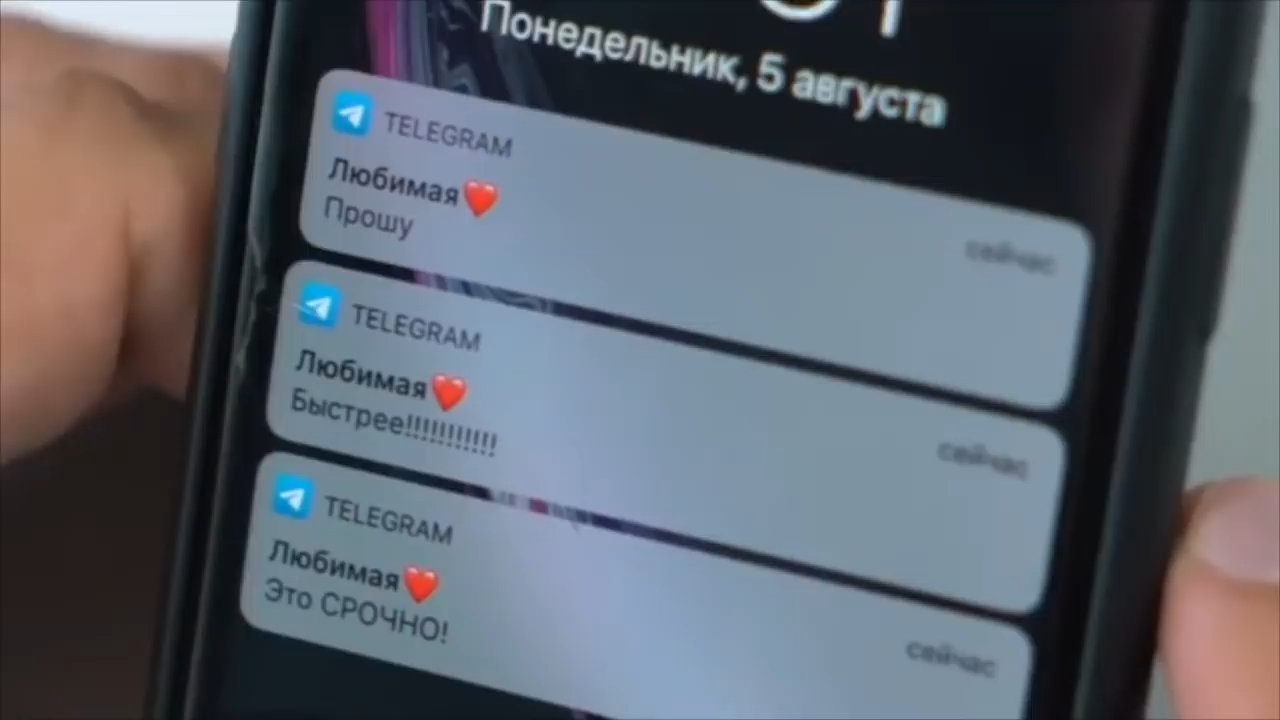 Понедельник, 5 августа
TELEGRAM
Любимая❤️
Прошу
сейчас
TELEGRAM
Любимая❤️
Быстрее!!!!!!!!!!!
сейчас
TELEGRAM
Любимая❤️
Это СРОЧНО!
сейчас